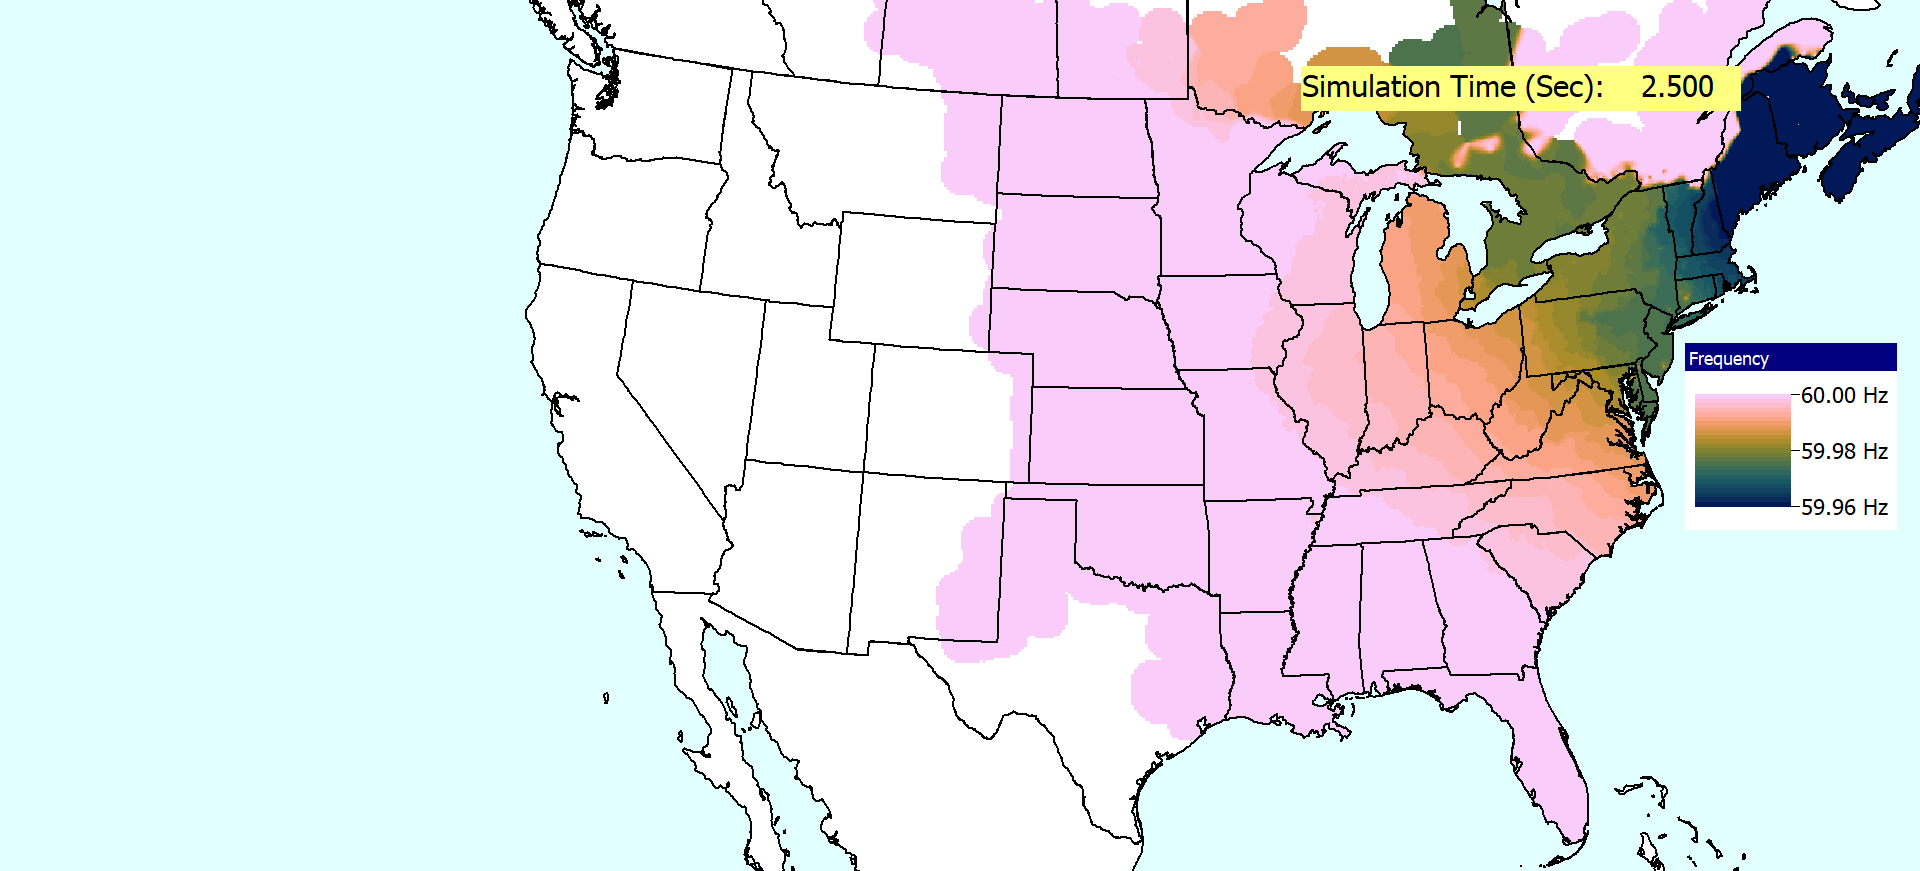 Simulation Time (Sec): 2.500
Frequency
60.00 Hz
59.98 Hz
59.96 Hz